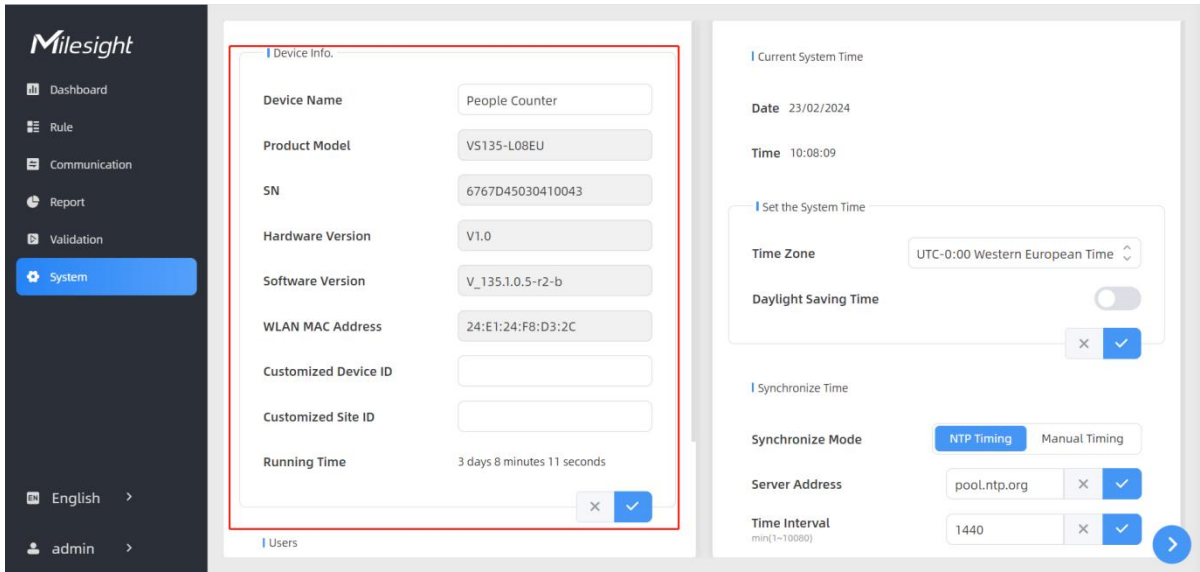 Milesight
Dashboard
Rule
Communication
Report
Validation
System
EN English >
admin >
Device Info.
Device Name People Counter
Product Model VS135-L08EU
SN 6767D45030410043
Hardware Version V1.0
Software Version V_135.1.0.5-r2-b
WLAN MAC Address 24:E1:24:F8:D3:2C
Customized Device ID
Customized Site ID
Running Time 3 days 8 minutes 11 seconds
Users
Current System Time
Date 23/02/2024
Time 10:08:09
Set the System Time
Time Zone UTC-0:00 Western European Time
Daylight Saving Time
Synchronize Time
Synchronize Mode NTP Timing Manual Timing
Server Address pool.ntp.org
Time Interval 1440
min(1~10080)